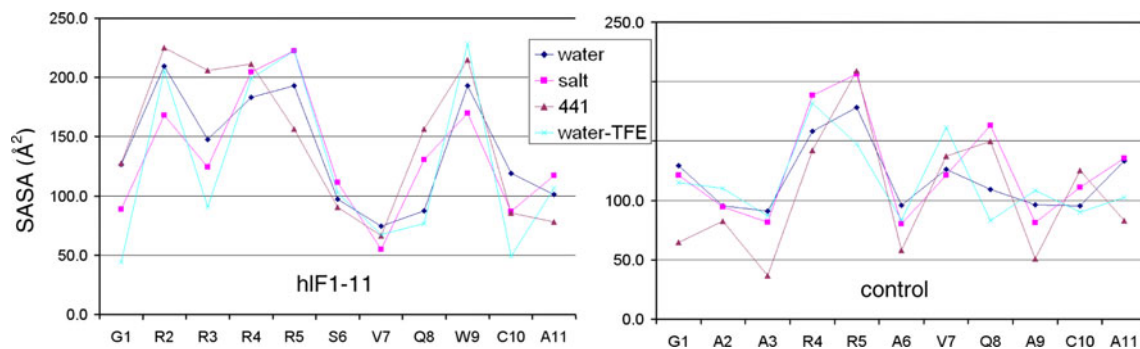 250.0
200.0
150.0
100.0
50.0
0.0
SASA (Å²)
hIF1-11
G1 R2 R3 R4 R5 S6 V7 Q8 W9 C10 A11
water
salt
441
water-TFE
250.0
100.0
50.0
0.0
control
G1 A2 A3 R4 R5 A6 V7 Q8 A9 C10 A11